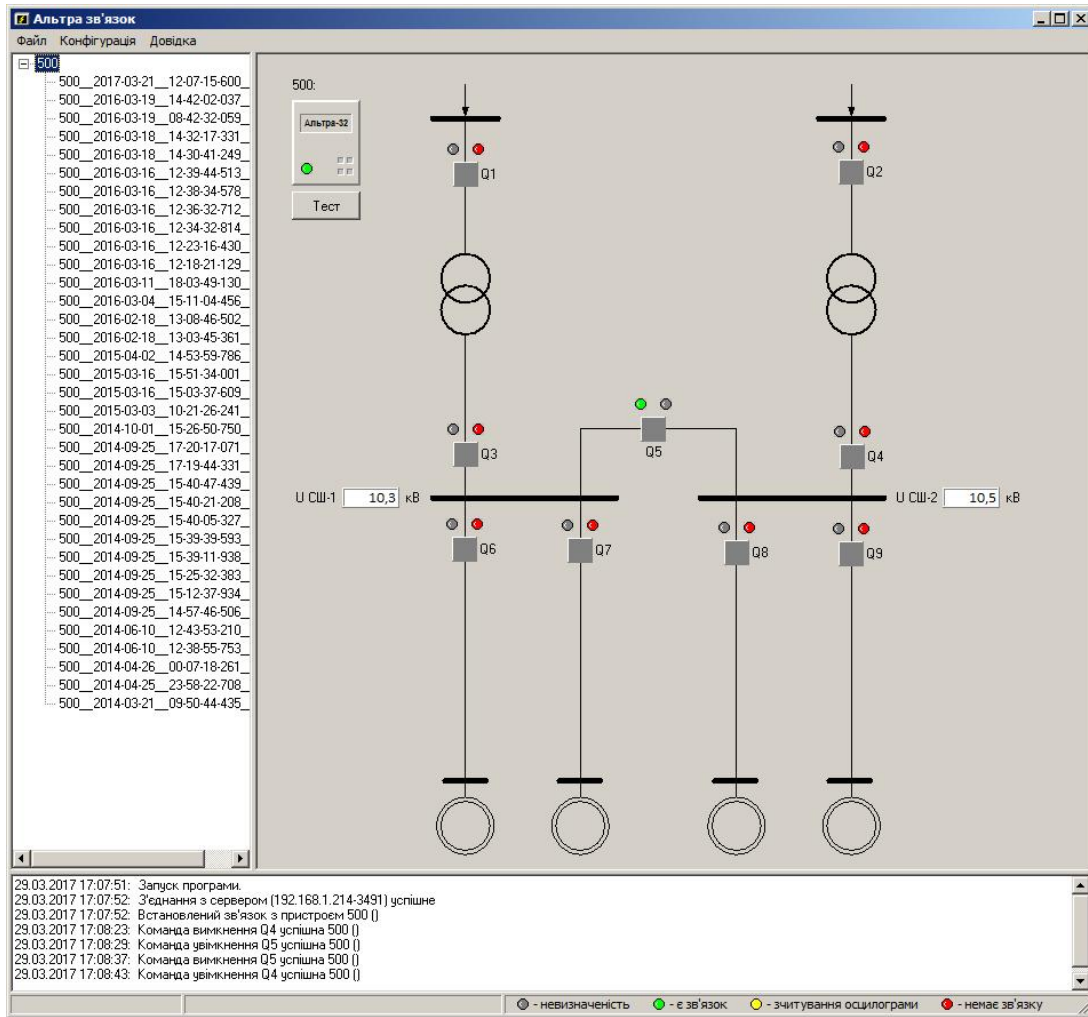 Альтра зв'язок
Файл Конфігурація Довідка
500
500__2017-03-21__12-07-15-600_
500__2016-03-19__14-42-02-037_
500__2016-03-19__08-42-32-059_
500__2016-03-18__14-32-17-331_
500__2016-03-18__14-30-41-249_
500__2016-03-16__12-39-44-513_
500__2016-03-16__12-38-34-578_
500__2016-03-16__12-36-32-712_
500__2016-03-16__12-34-32-814_
500__2016-03-16__12-23-16-430_
500__2016-03-16__12-18-21-129_
500__2016-03-11__18-03-49-130_
500__2016-03-04__15-11-04-456_
500__2016-02-18__13-08-46-502_
500__2016-02-18__13-03-45-361_
500__2015-04-02__14-53-59-786_
500__2015-03-16__15-51-34-001_
500__2015-03-16__15-03-37-609_
500__2015-03-03__10-21-26-241_
500__2014-10-01__15-26-50-750_
500__2014-09-25__17-20-17-071_
500__2014-09-25__17-19-44-331_
500__2014-09-25__15-40-47-439_
500__2014-09-25__15-40-21-208_
500__2014-09-25__15-40-05-327_
500__2014-09-25__15-39-39-593_
500__2014-09-25__15-39-11-938_
500__2014-09-25__15-25-32-383_
500__2014-09-25__15-12-37-934_
500__2014-09-25__14-57-46-506_
500__2014-06-10__12-43-53-210_
500__2014-06-10__12-38-55-753_
500__2014-04-26__00-07-18-261_
500__2014-04-25__23-58-22-708_
500__2014-03-21__09-50-44-435_
500:
Альтра-32
Тест
Q1
Q2
Q3
Q5
Q4
U СШ-1 10,3 кВ
U СШ-2 10,5 кВ
Q6
Q7
Q8
Q9
29.03.2017 17:07:51: Запуск програми.
29.03.2017 17:07:52: З'єднання з сервером (192.168.1.214-3491) успішне
29.03.2017 17:07:52: Встановлений зв'язок з пристроєм 500 ()
29.03.2017 17:08:23: Команда вимкнення Q4 успішна 500 ()
29.03.2017 17:08:29: Команда увімкнення Q5 успішна 500 ()
29.03.2017 17:08:37: Команда вимкнення Q5 успішна 500 ()
29.03.2017 17:08:43: Команда увімкнення Q4 успішна 500 ()
- невизначеність - є зв'язок - зчитування осцилограми - немає зв'язку